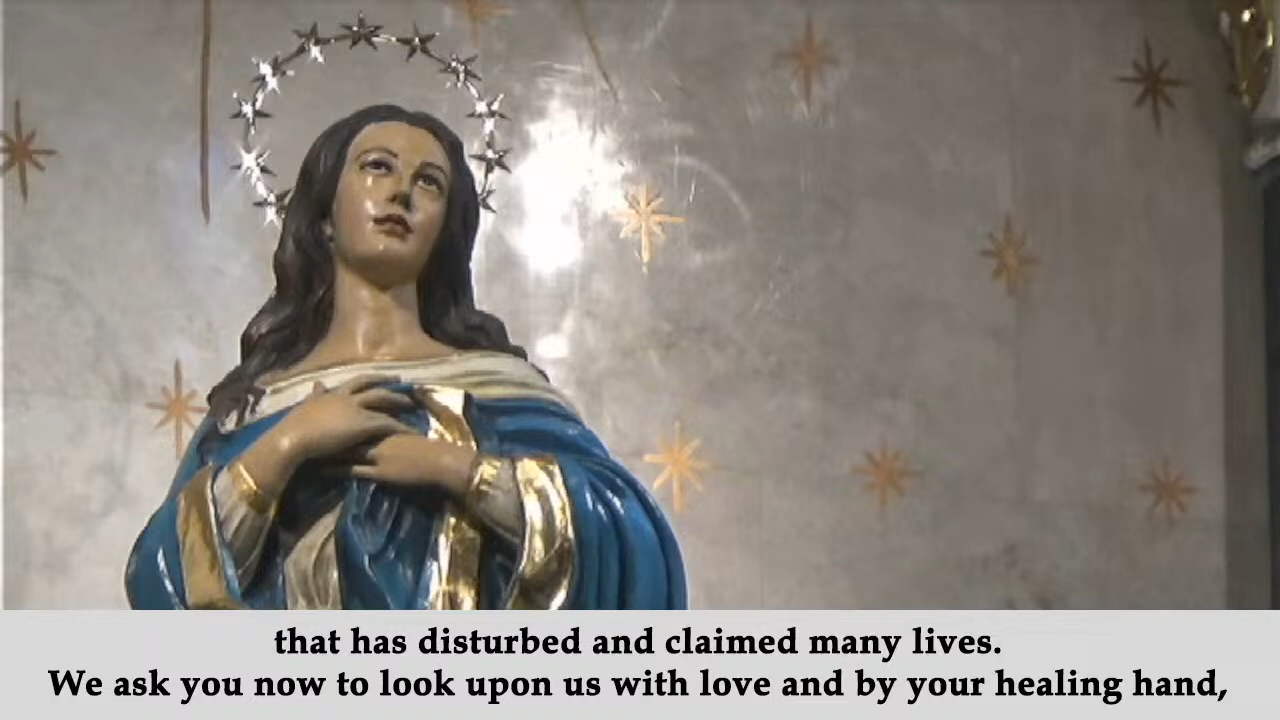 that has disturbed and claimed many lives.
We ask you now to look upon us with love and by your healing hand,